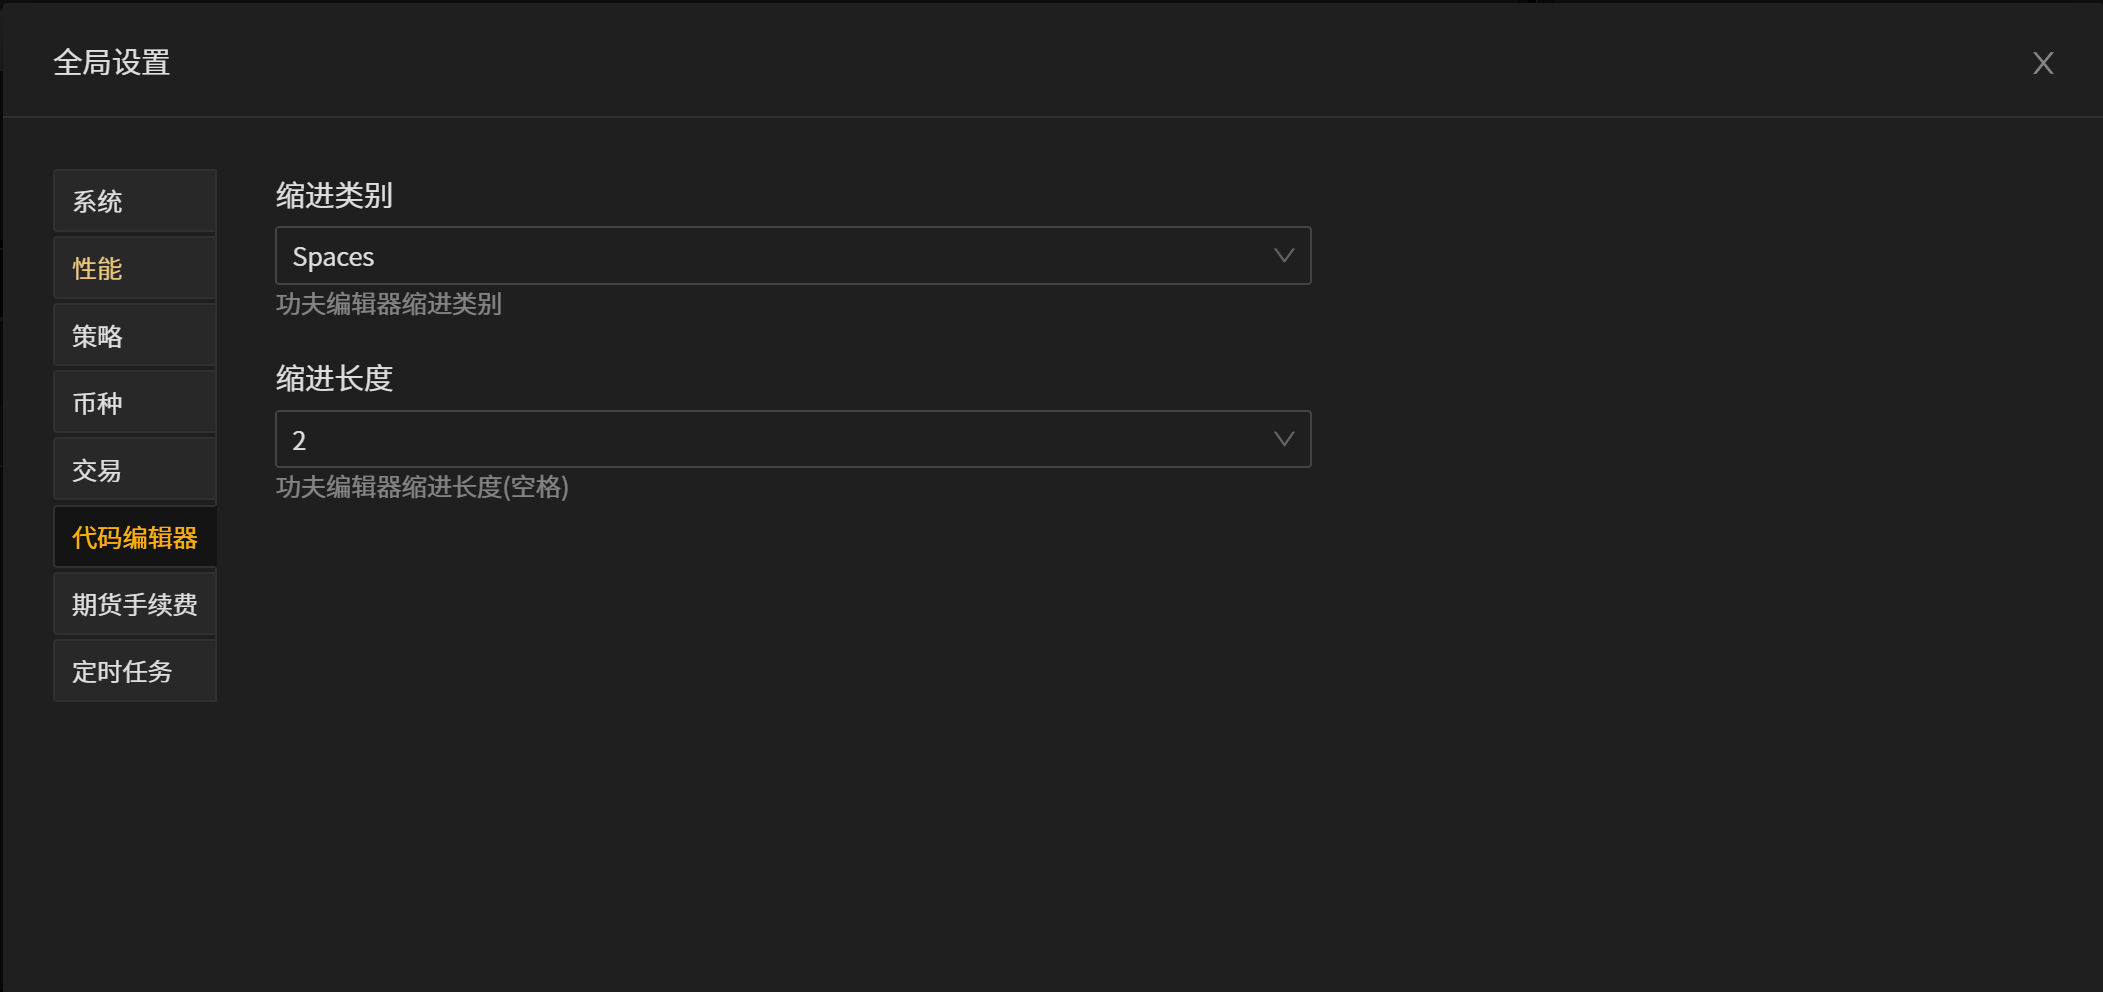 全局设置
X
系统
性能
策略
币种
交易
代码编辑器
期货手续费
定时任务
缩进类别
Spaces
功夫编辑器缩进类别
缩进长度
2
功夫编辑器缩进长度(空格)